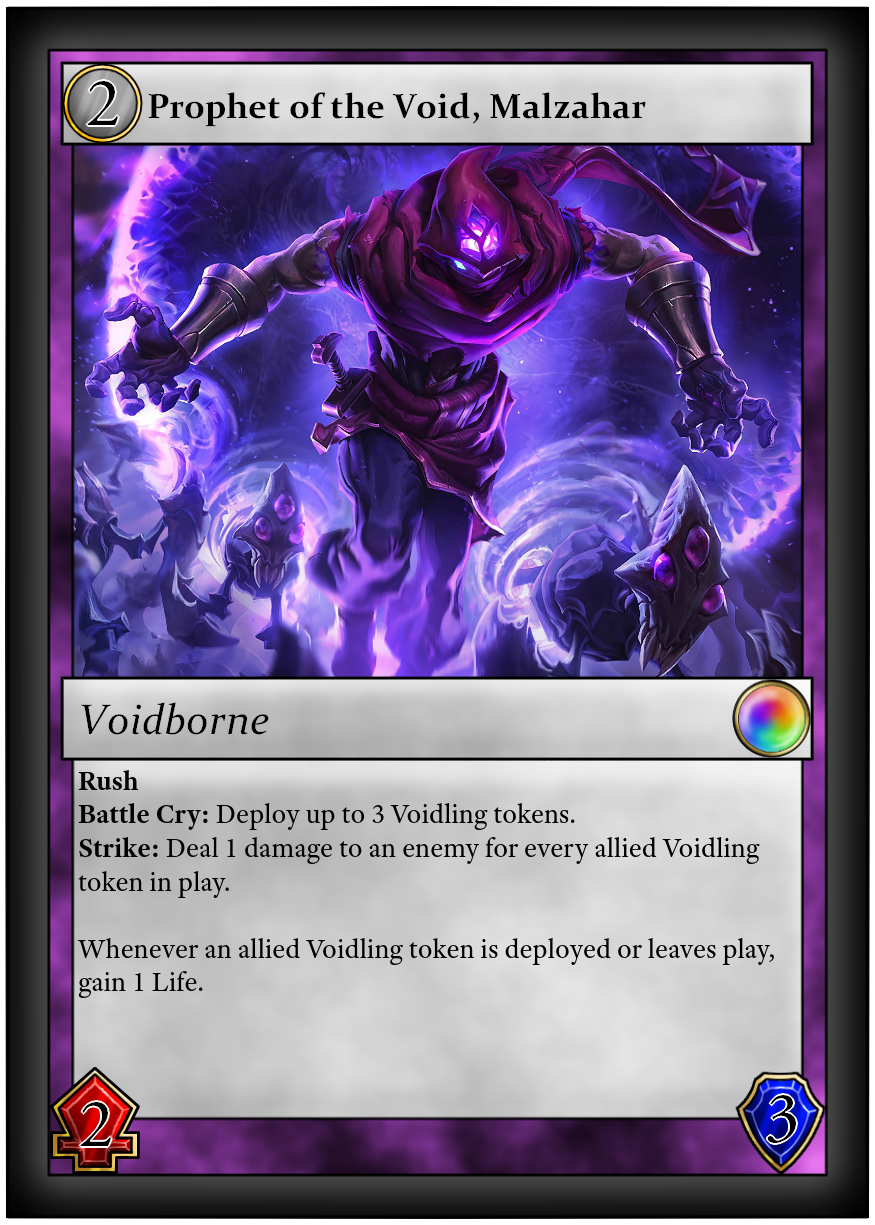 2 Prophet of the Void, Malzahar
Voidborne
Rush
Battle Cry: Deploy up to 3 Voidling tokens.
Strike: Deal 1 damage to an enemy for every allied Voidling
token in play.
Whenever an allied Voidling token is deployed or leaves play,
gain 1 Life.
2 3